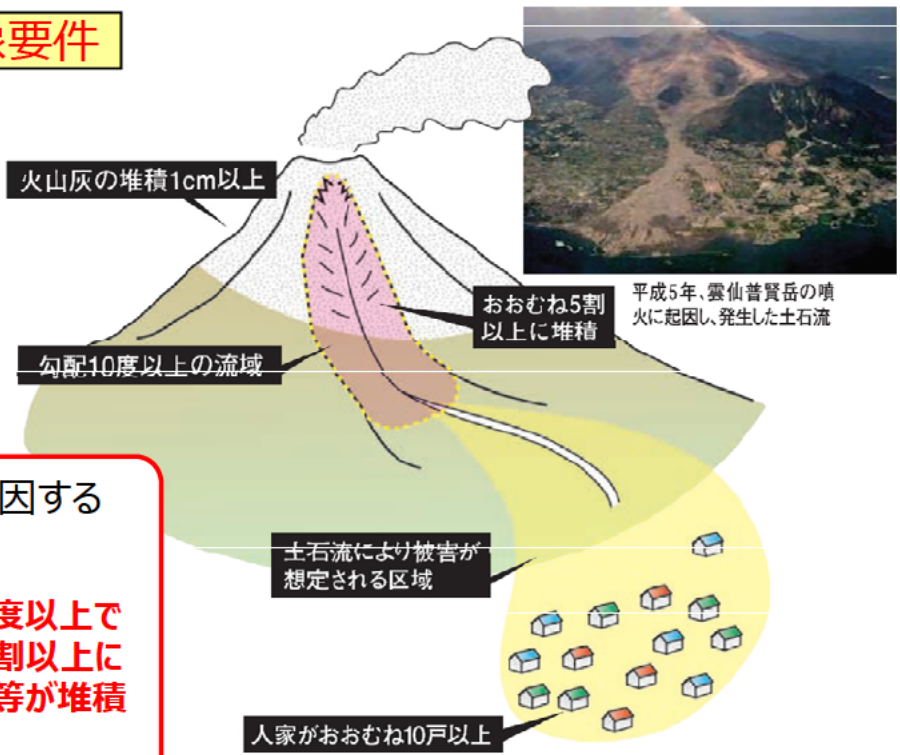 象要件
火山灰の堆積1cm以上
おおむね5割
以上に堆積
平成5年、雲仙普賢岳の噴
火に起因し、発生した土石流
勾配10度以上の流域
因する
土石流により被害が
想定される区域
度以上で
割以上に
等が堆積
人家がおおむね10戸以上